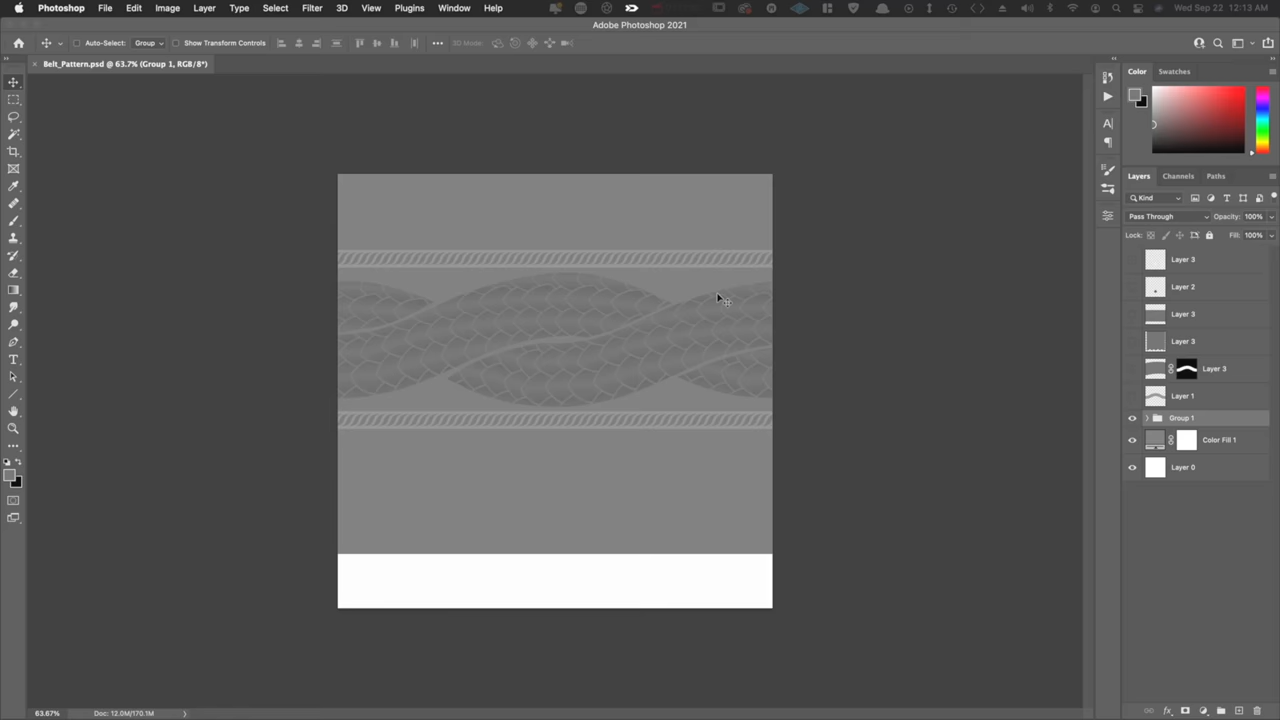 Photoshop File Edit Image Layer Type Select Filter 3D View Plugins Window Help Wed Sep 22 12:13 AM
Adobe Photoshop 2021
Auto-Select: Group Show Transform Controls 3D Mode:
Belt_Pattern.psd @ 63.7% (Group 1, RGB/8*)
Color Swatches
Layers Channels Paths
Kind
Pass Through Opacity: 100%
Lock: Fill: 100%
Layer 3
Layer 2
Layer 3
Layer 3
Layer 3
Layer 1
Group 1
Color Fill 1
Layer 0
63.67% Doc: 12.0M/170.1M